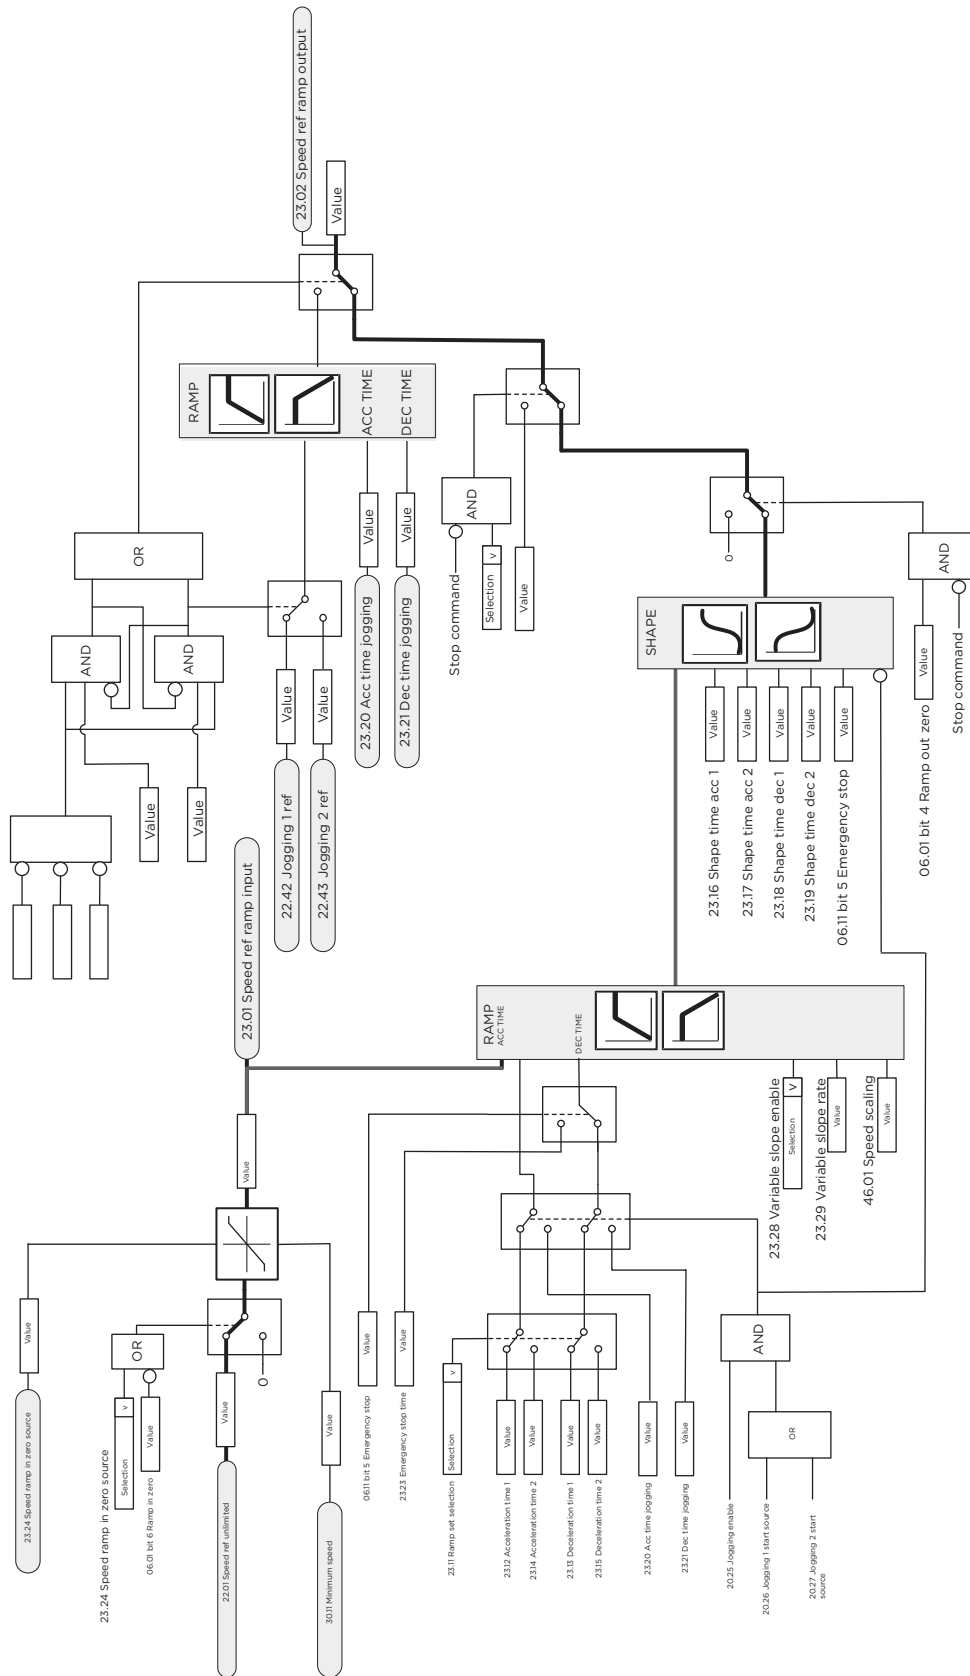 23.24 Speed ramp in zero source
Value
23.24 Speed ramp in zero source
Selection
v
06.01 bit 6 Ramp in zero
Value
OR
22.01 Speed ref unlimited
Value
0
30.11 Minimum speed
Value
Value
23.01 Speed ref ramp input
06.11 bit 5 Emergency stop
Value
23.23 Emergency stop time
Value
23.11 Ramp set selection
Selection
v
23.12 Acceleration time 1
Value
23.14 Acceleration time 2
Value
23.13 Deceleration time 1
Value
23.15 Deceleration time 2
Value
23.20 Acc time jogging
Value
23.21 Dec time jogging
Value
20.25 Jogging enable
20.26 Jogging 1 start source
20.27 Jogging 2 start
source
OR
AND
RAMP
ACC TIME
DEC TIME
23.28 Variable slope enable
Selection
V
23.29 Variable slope rate
Value
46.01 Speed scaling
Value
Value
Value
AND
AND
OR
22.42 Jogging 1 ref
Value
22.43 Jogging 2 ref
Value
23.20 Acc time jogging
Value
23.21 Dec time jogging
Value
RAMP
ACC TIME
DEC TIME
Stop command
Selection
v
AND
Value
23.16 Shape time acc 1
Value
23.17 Shape time acc 2
Value
23.18 Shape time dec 1
Value
23.19 Shape time dec 2
Value
06.11 bit 5 Emergency stop
Value
SHAPE
0
06.01 bit 4 Ramp out zero
Value
Stop command
AND
Value
23.02 Speed ref ramp output